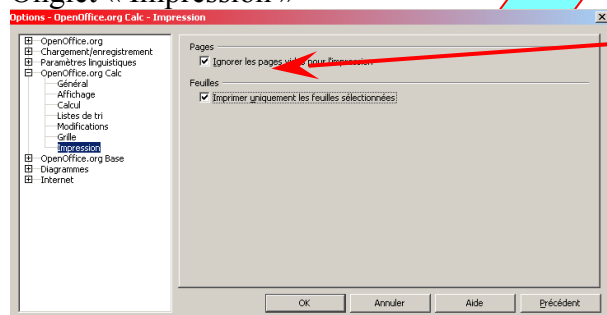 Onglet « Impression »
Options - OpenOffice.org Calc - Impression
OpenOffice.org
Chargement/enregistrement
Paramètres linguistiques
OpenOffice.org Calc
Général
Affichage
Calcul
Listes de tri
Modifications
Grille
Impression
OpenOffice.org Base
Diagrammes
Internet
Pages
Ignorer les pages vides pour l'impression
Feuilles
Imprimer uniquement les feuilles sélectionnées
OK
Annuler
Aide
Précédent